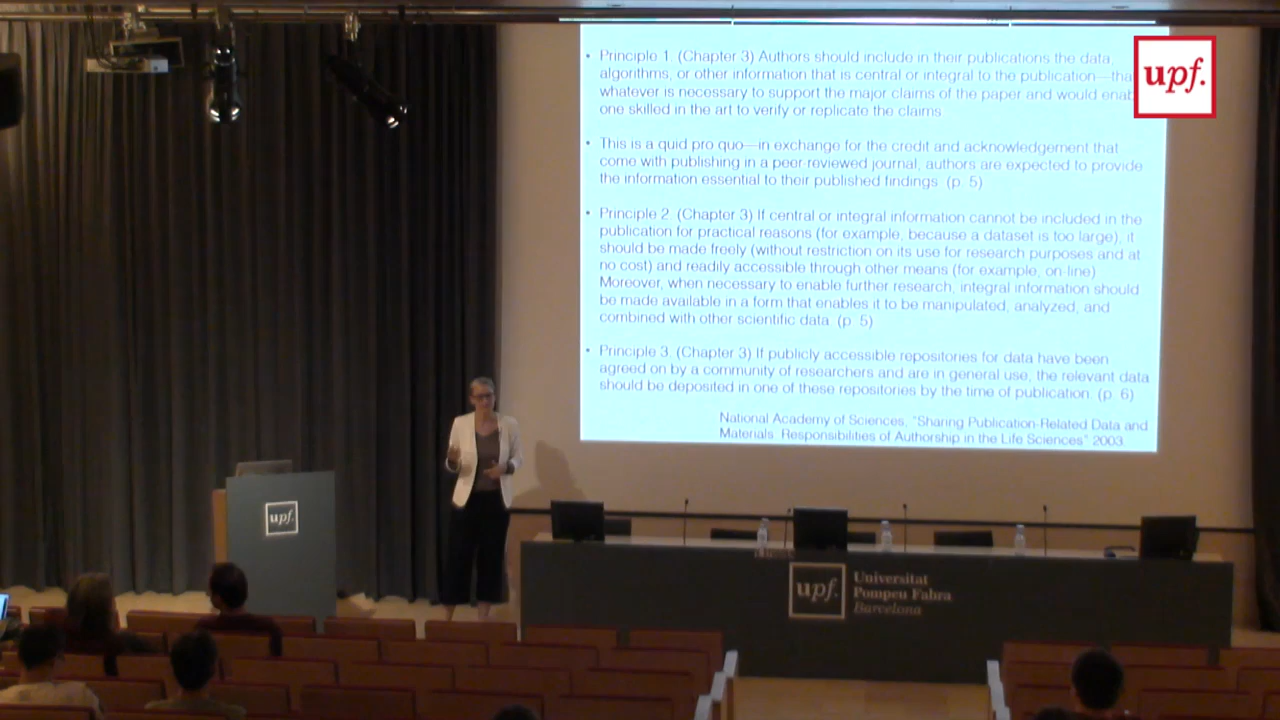 • Principle 1. (Chapter 3) Authors should include in their publications the data,
algorithms, or other information that is central or integral to the publication—tha
whatever is necessary to support the major claims of the paper and would enab
one skilled in the art to verify or replicate the claims.
• This is a quid pro quo—in exchange for the credit and acknowledgement that
come with publishing in a peer-reviewed journal, authors are expected to provide
the information essential to their published findings. (p. 5)
• Principle 2. (Chapter 3) If central or integral information cannot be included in the
publication for practical reasons (for example, because a dataset is too large), it
should be made freely (without restriction on its use for research purposes and at
no cost) and readily accessible through other means (for example, on-line).
Moreover, when necessary to enable further research, integral information should
be made available in a form that enables it to be manipulated, analyzed, and
combined with other scientific data. (p. 5)
• Principle 3. (Chapter 3) If publicly accessible repositories for data have been
agreed on by a community of researchers and are in general use, the relevant data
should be deposited in one of these repositories by the time of publication. (p. 6)
National Academy of Sciences, "Sharing Publication-Related Data and
Materials: Responsibilities of Authorship in the Life Sciences" 2003.
upf.
upf.
upf.
Universitat
Pompeu Fabra
Barcelona